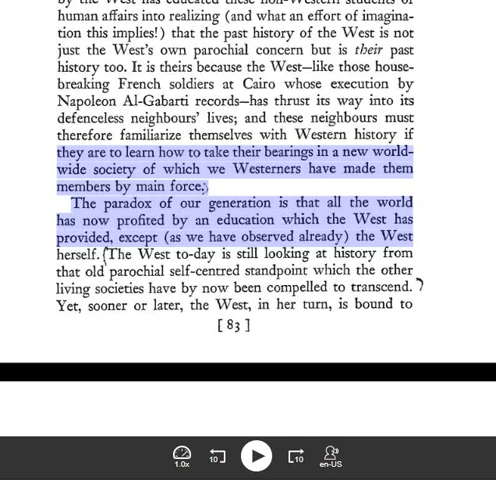 by the West has educated these non-Western students of
human affairs into realizing (and what an effort of imagina-
tion this implies!) that the past history of the West is not
just the West's own parochial concern but is their past
history too. It is theirs because the West—like those house-
breaking French soldiers at Cairo whose execution by
Napoleon Al-Gabarti records—has thrust its way into its
defenceless neighbours' lives; and these neighbours must
therefore familiarize themselves with Western history if
they are to learn how to take their bearings in a new world-
wide society of which we Westerners have made them
members by main force.
The paradox of our generation is that all the world
has now profited by an education which the West has
provided, except (as we have observed already) the West
herself. (The West to-day is still looking at history from
that old parochial self-centred standpoint which the other
living societies have by now been compelled to transcend.)
Yet, sooner or later, the West, in her turn, is bound to
[ 83 ]
1.0x
10
10
en-US